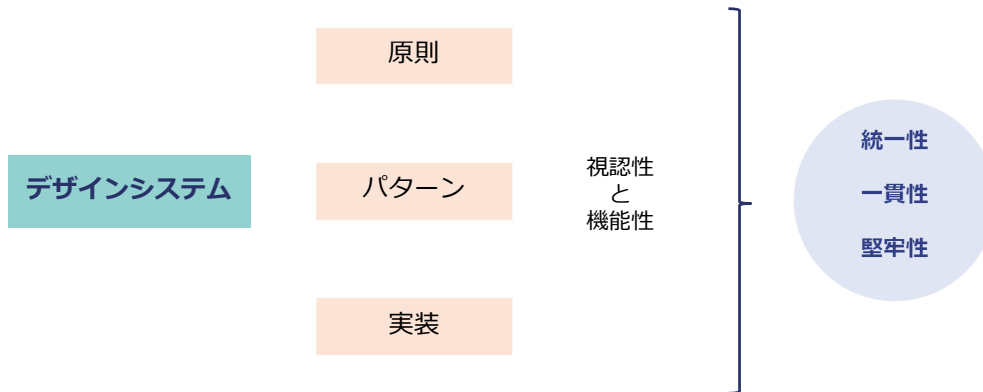 デザインシステム
原則
パターン
実装
視認性
と
機能性
統一性
一貫性
堅牢性